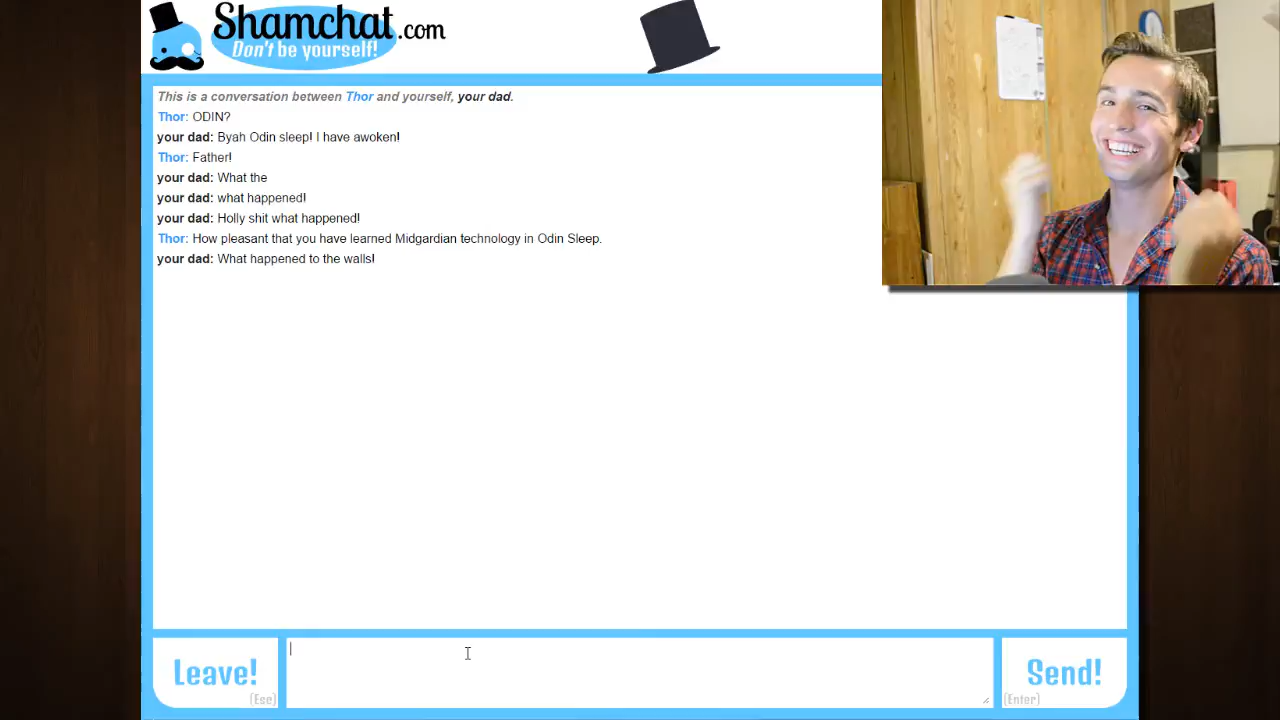 Shamchat.com
Don't be yourself!
This is a conversation between Thor and yourself, your dad.
Thor: ODIN?
your dad: Byah Odin sleep! I have awoken!
Thor: Father!
your dad: What the
your dad: what happened!
your dad: Holly shit what happened!
Thor: How pleasant that you have learned Midgardian technology in Odin Sleep.
your dad: What happened to the walls!
Leave!
(Esc)
Send!
(Enter)